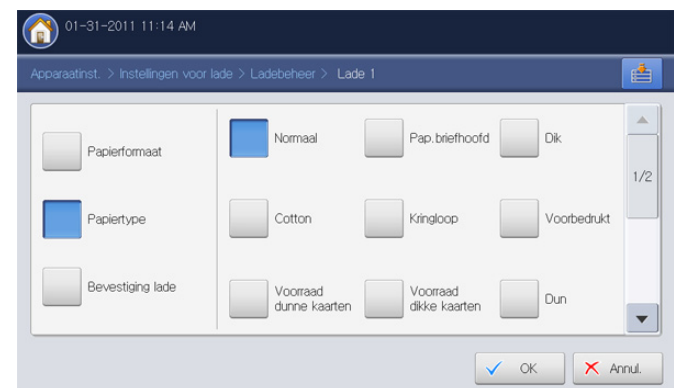 01-31-2011 11:14 AM
Apparaatinst. > Instellingen voor lade > Ladebeheer > Lade 1
Papierformaat
Papiertype
Bevestiging lade
Normaal
Pap.briefhoofd
Dik
Cotton
Kringloop
Voorbedrukt
Voorraad
dunne kaarten
Voorraad
dikke kaarten
Dun
1/2
OK
Annul.